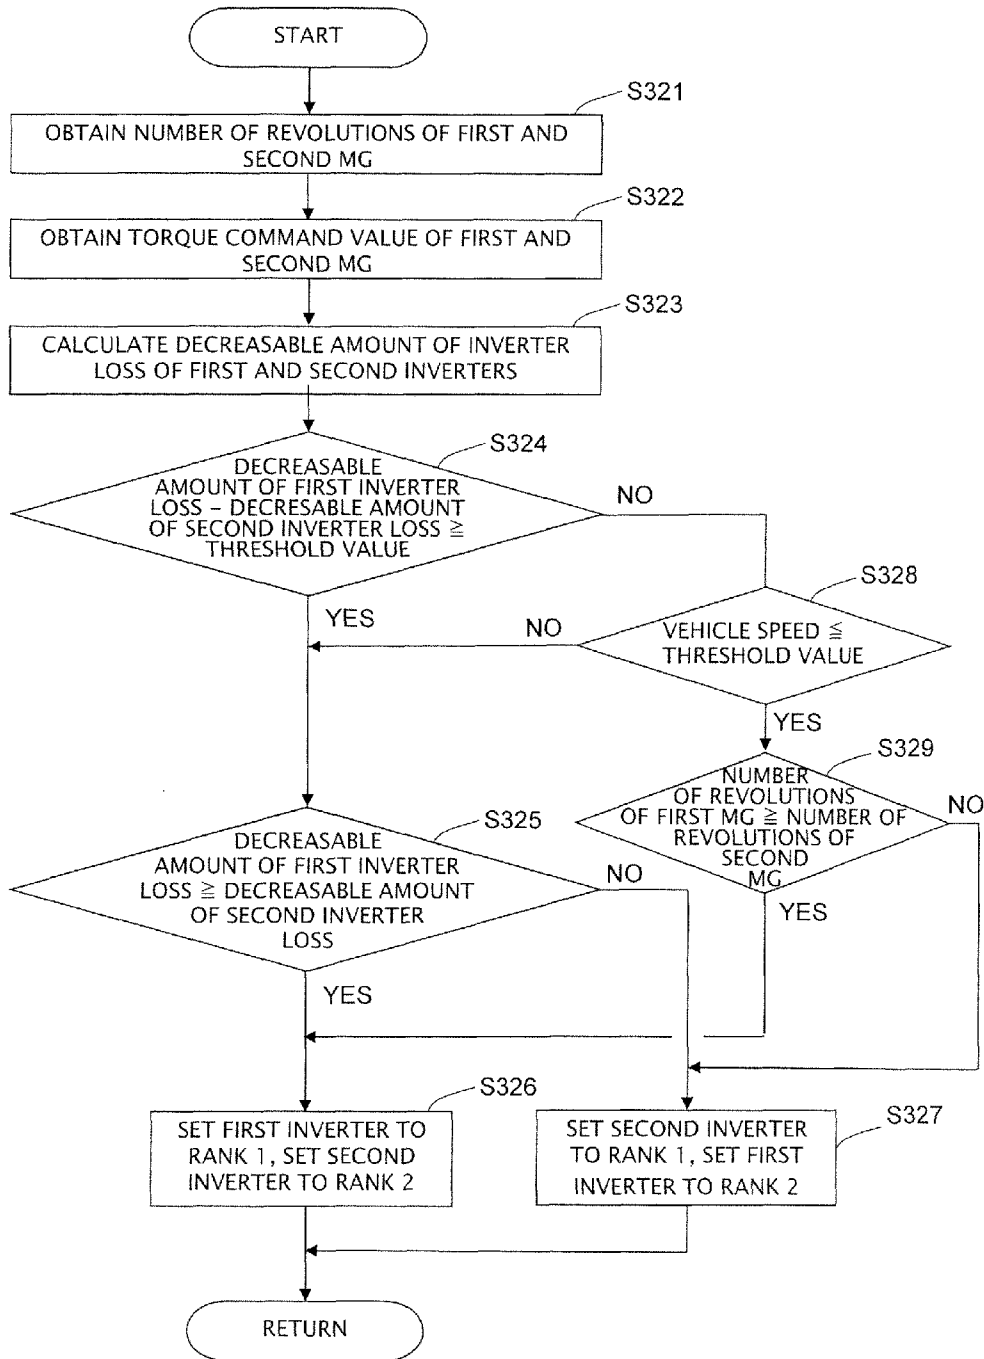 START
S321
OBTAIN NUMBER OF REVOLUTIONS OF FIRST AND
SECOND MG
S322
OBTAIN TORQUE COMMAND VALUE OF FIRST AND
SECOND MG
S323
CALCULATE DECREASABLE AMOUNT OF INVERTER
LOSS OF FIRST AND SECOND INVERTERS
S324
DECREASABLE
AMOUNT OF FIRST INVERTER
LOSS – DECRESABLE AMOUNT
OF SECOND INVERTER LOSS ≧
THRESHOLD VALUE
NO
YES
S328
VEHICLE SPEED ≦
THRESHOLD VALUE
NO
YES
S329
NUMBER
OF REVOLUTIONS
OF FIRST MG ≧ NUMBER OF
REVOLUTIONS OF
SECOND
MG
NO
YES
S325
DECREASABLE
AMOUNT OF FIRST INVERTER
LOSS ≧ DECREASABLE AMOUNT
OF SECOND INVERTER
LOSS
NO
YES
S326
SET FIRST INVERTER TO
RANK 1, SET SECOND
INVERTER TO RANK 2
S327
SET SECOND INVERTER
TO RANK 1, SET FIRST
INVERTER TO RANK 2
RETURN